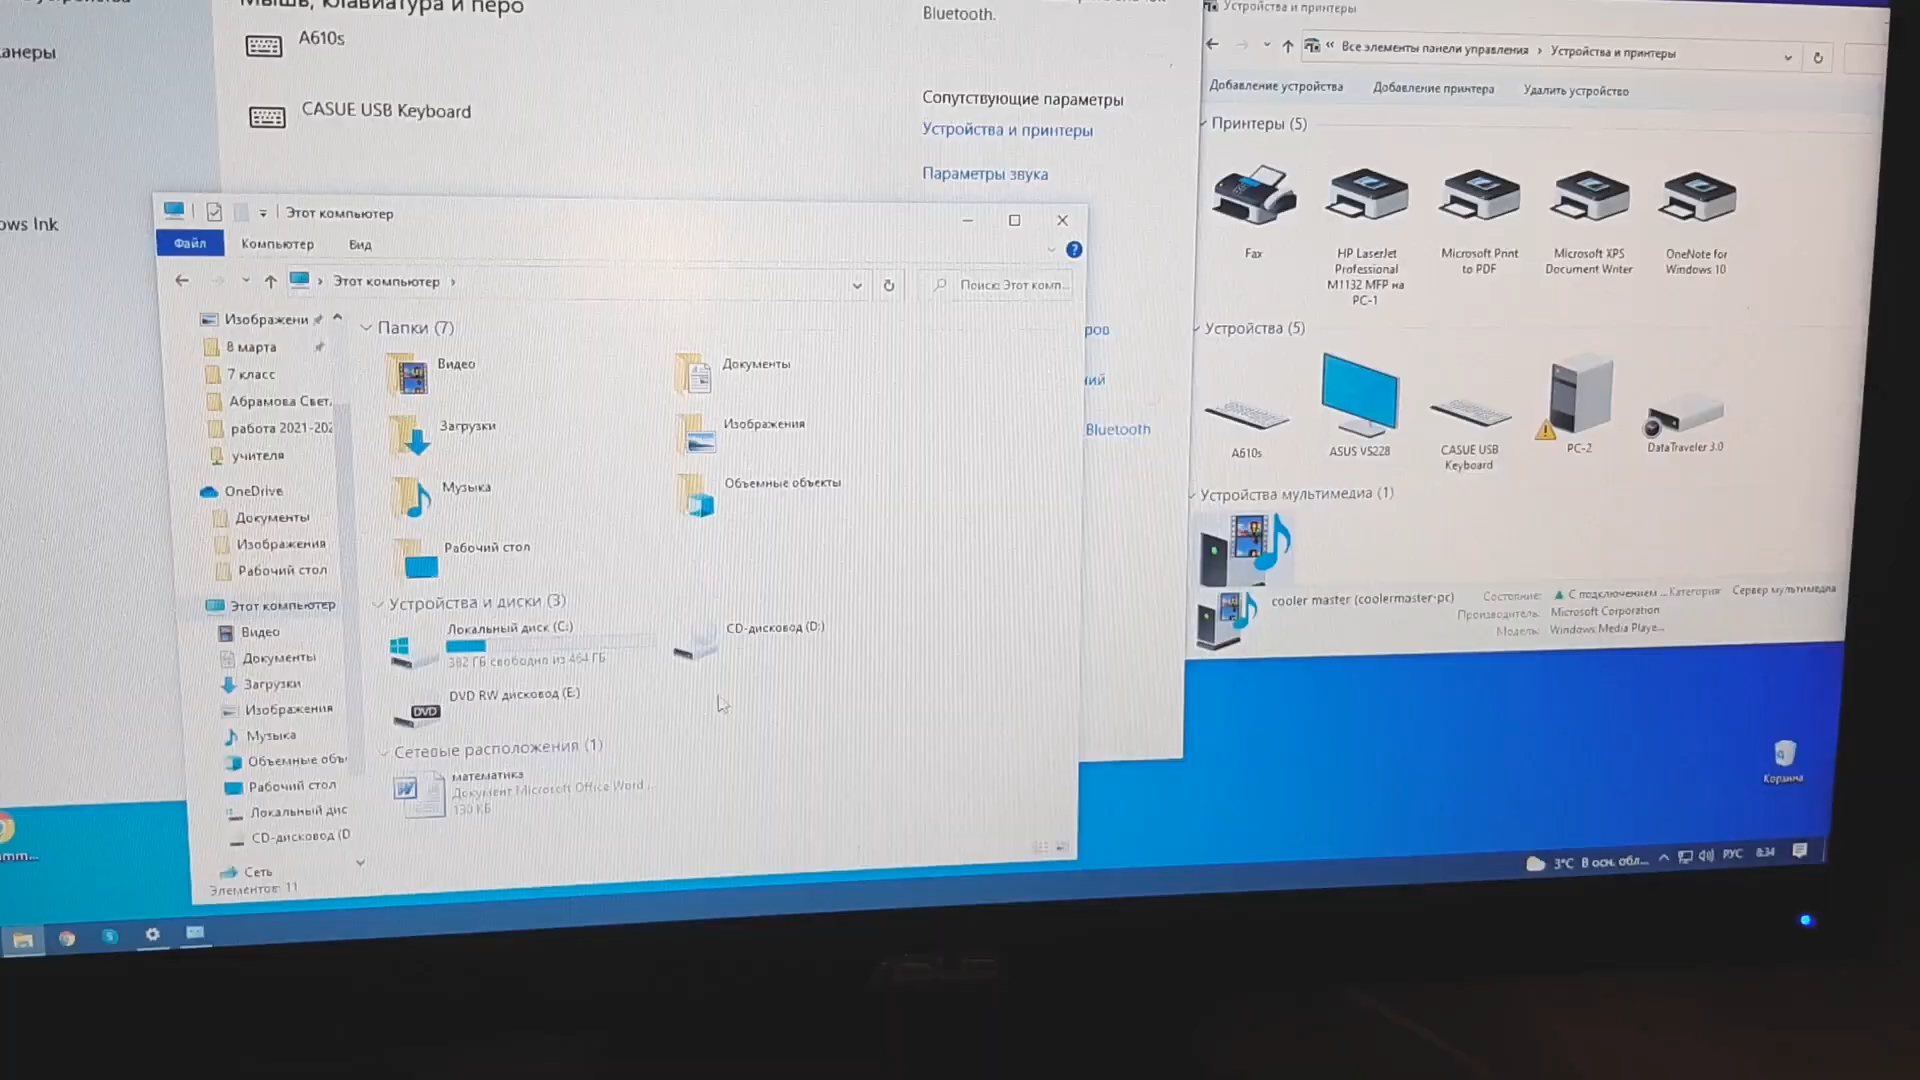 Мышь, клавиатура и перо
A610s
CASUE USB Keyboard
Bluetooth.
Сопутствующие параметры
Устройства и принтеры
Параметры звука
Bluetooth
Этот компьютер
Файл
Компьютер
Вид
Этот компьютер
Поиск: Этот комп...
Изображени
8 марта
7 класс
Абрамова Свет.
работа 2021-202
учителя
OneDrive
Документы
Изображения
Рабочий стол
Этот компьютер
Видео
Документы
Загрузки
Изображения
Музыка
Объемные объ
Рабочий стол
Локальный дис
CD-дисковод (D
Сеть
Элементов: 11
Папки (7)
Видео
Документы
Загрузки
Изображения
Музыка
Объемные объекты
Рабочий стол
Устройства и диски (3)
Локальный диск (C:)
382 ГБ свободно из 464 ГБ
CD-дисковод (D:)
DVD RW дисковод (E:)
DVD
Сетевые расположения (1)
математика
Документ Microsoft Office Word ...
130 КБ
Устройства и принтеры
« Все элементы панели управления › Устройства и принтеры
Добавление устройства
Добавление принтера
Удалить устройство
Принтеры (5)
Fax
HP LaserJet
Professional
M1132 MFP на
PC-1
Microsoft Print
to PDF
Microsoft XPS
Document Writer
OneNote for
Windows 10
Устройства (5)
A610s
ASUS VS228
CASUE USB
Keyboard
PC-2
DataTraveler 3.0
Устройства мультимедиа (1)
cooler master (coolermaster-pc)
Состояние:
С подключением ...
Категория:
Сервер мультимедиа
Производитель:
Microsoft Corporation
Модель:
Windows Media Playe...
Корзина
3°C В осн. обл...
РУС
8:34